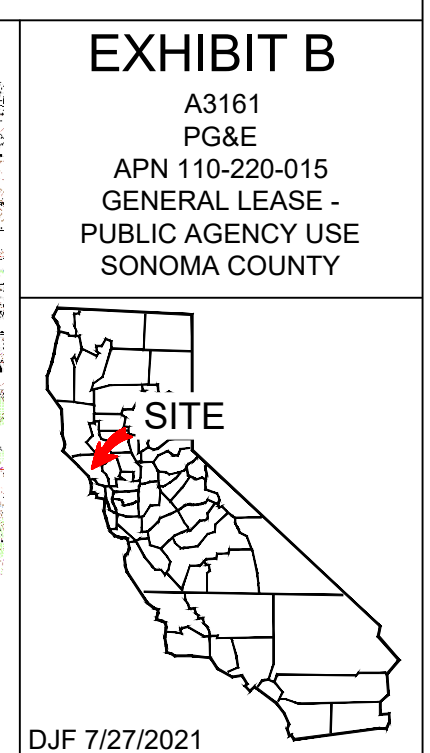 EXHIBIT B
A3161
PG&E
APN 110-220-015
GENERAL LEASE -
PUBLIC AGENCY USE
SONOMA COUNTY
SITE
DJF 7/27/2021